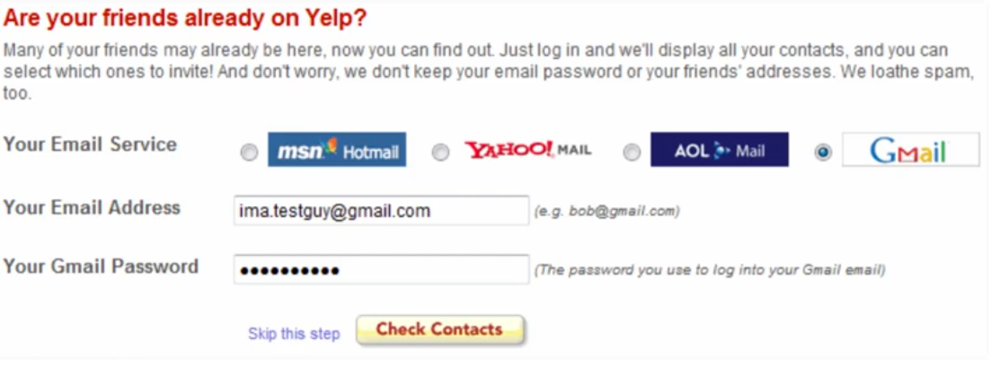 Are your friends already on Yelp?
Many of your friends may already be here, now you can find out. Just log in and we'll display all your contacts, and you can
select which ones to invite! And don't worry, we don't keep your email password or your friends' addresses. We loathe spam,
too.
Your Email Service msn Hotmail YAHOO! MAIL AOL Mail GMail
Your Email Address ima.testguy@gmail.com (e.g. bob@gmail.com)
Your Gmail Password •••••••••• (The password you use to log into your Gmail email)
Skip this step Check Contacts